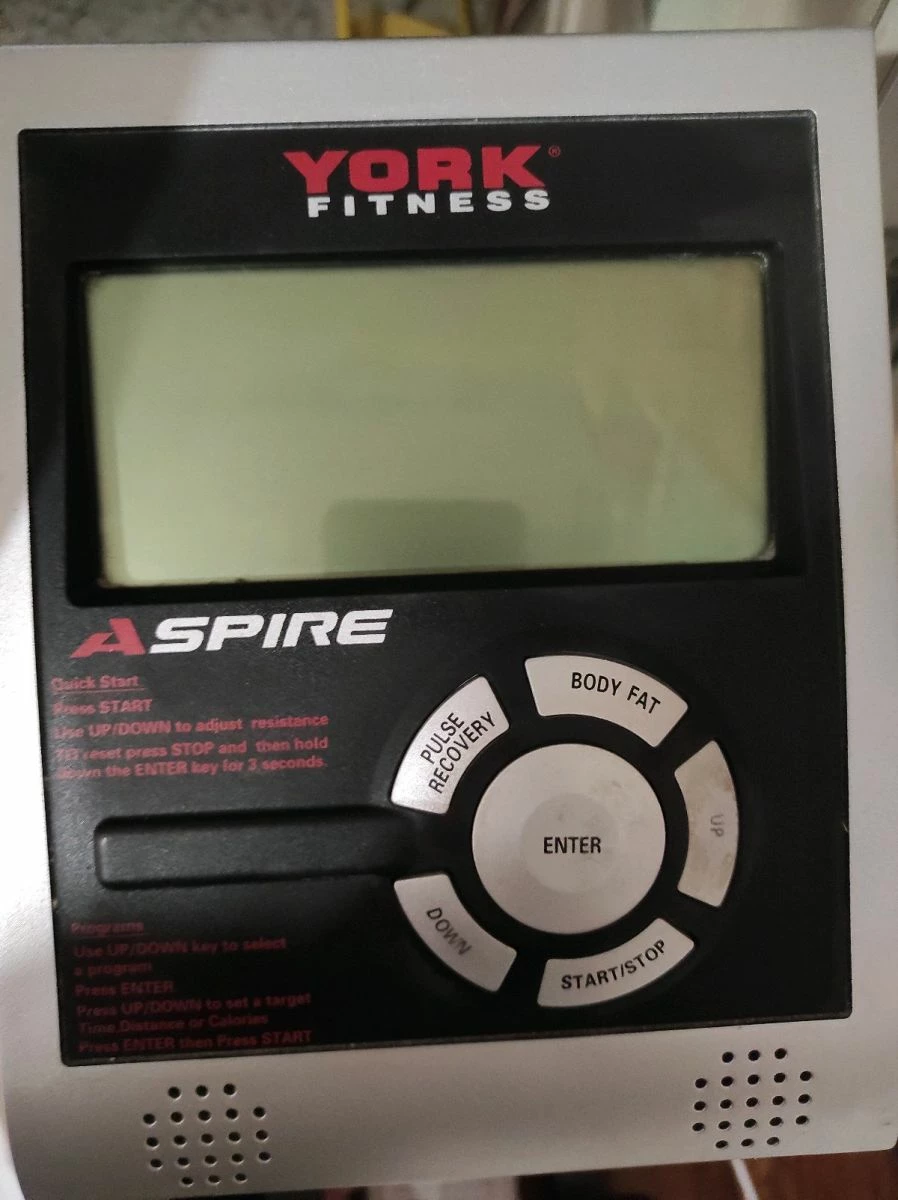 YORK®
FITNESS
ASPIRE
Quick Start
Press START
Use UP/DOWN to adjust resistance
TO reset press STOP and then hold
down the ENTER key for 3 seconds.
PULSE
RECOVERY
BODY FAT
UP
ENTER
DOWN
START/STOP
Programs
Use UP/DOWN key to select
a program
Press ENTER
Press UP/DOWN to set a target
Time,Distance or Calories
Press ENTER then Press START